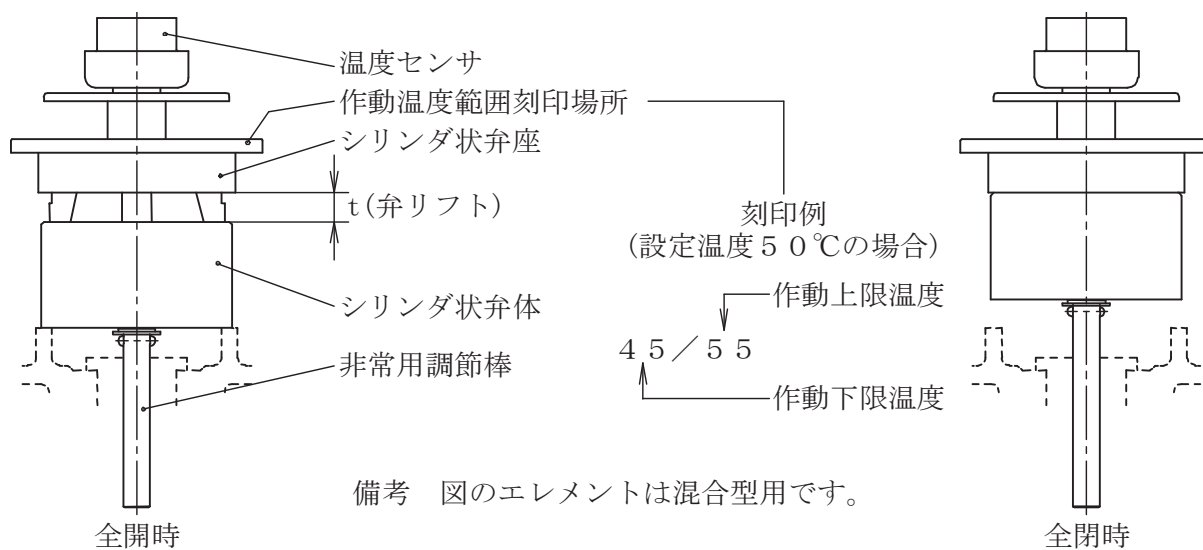 温度センサ
作動温度範囲刻印場所
シリンダ状弁座
t(弁リフト)
刻印例
(設定温度５０℃の場合)
シリンダ状弁体
作動上限温度
４５／５５
非常用調節棒
作動下限温度
備考　図のエレメントは混合型用です。
全開時
全閉時